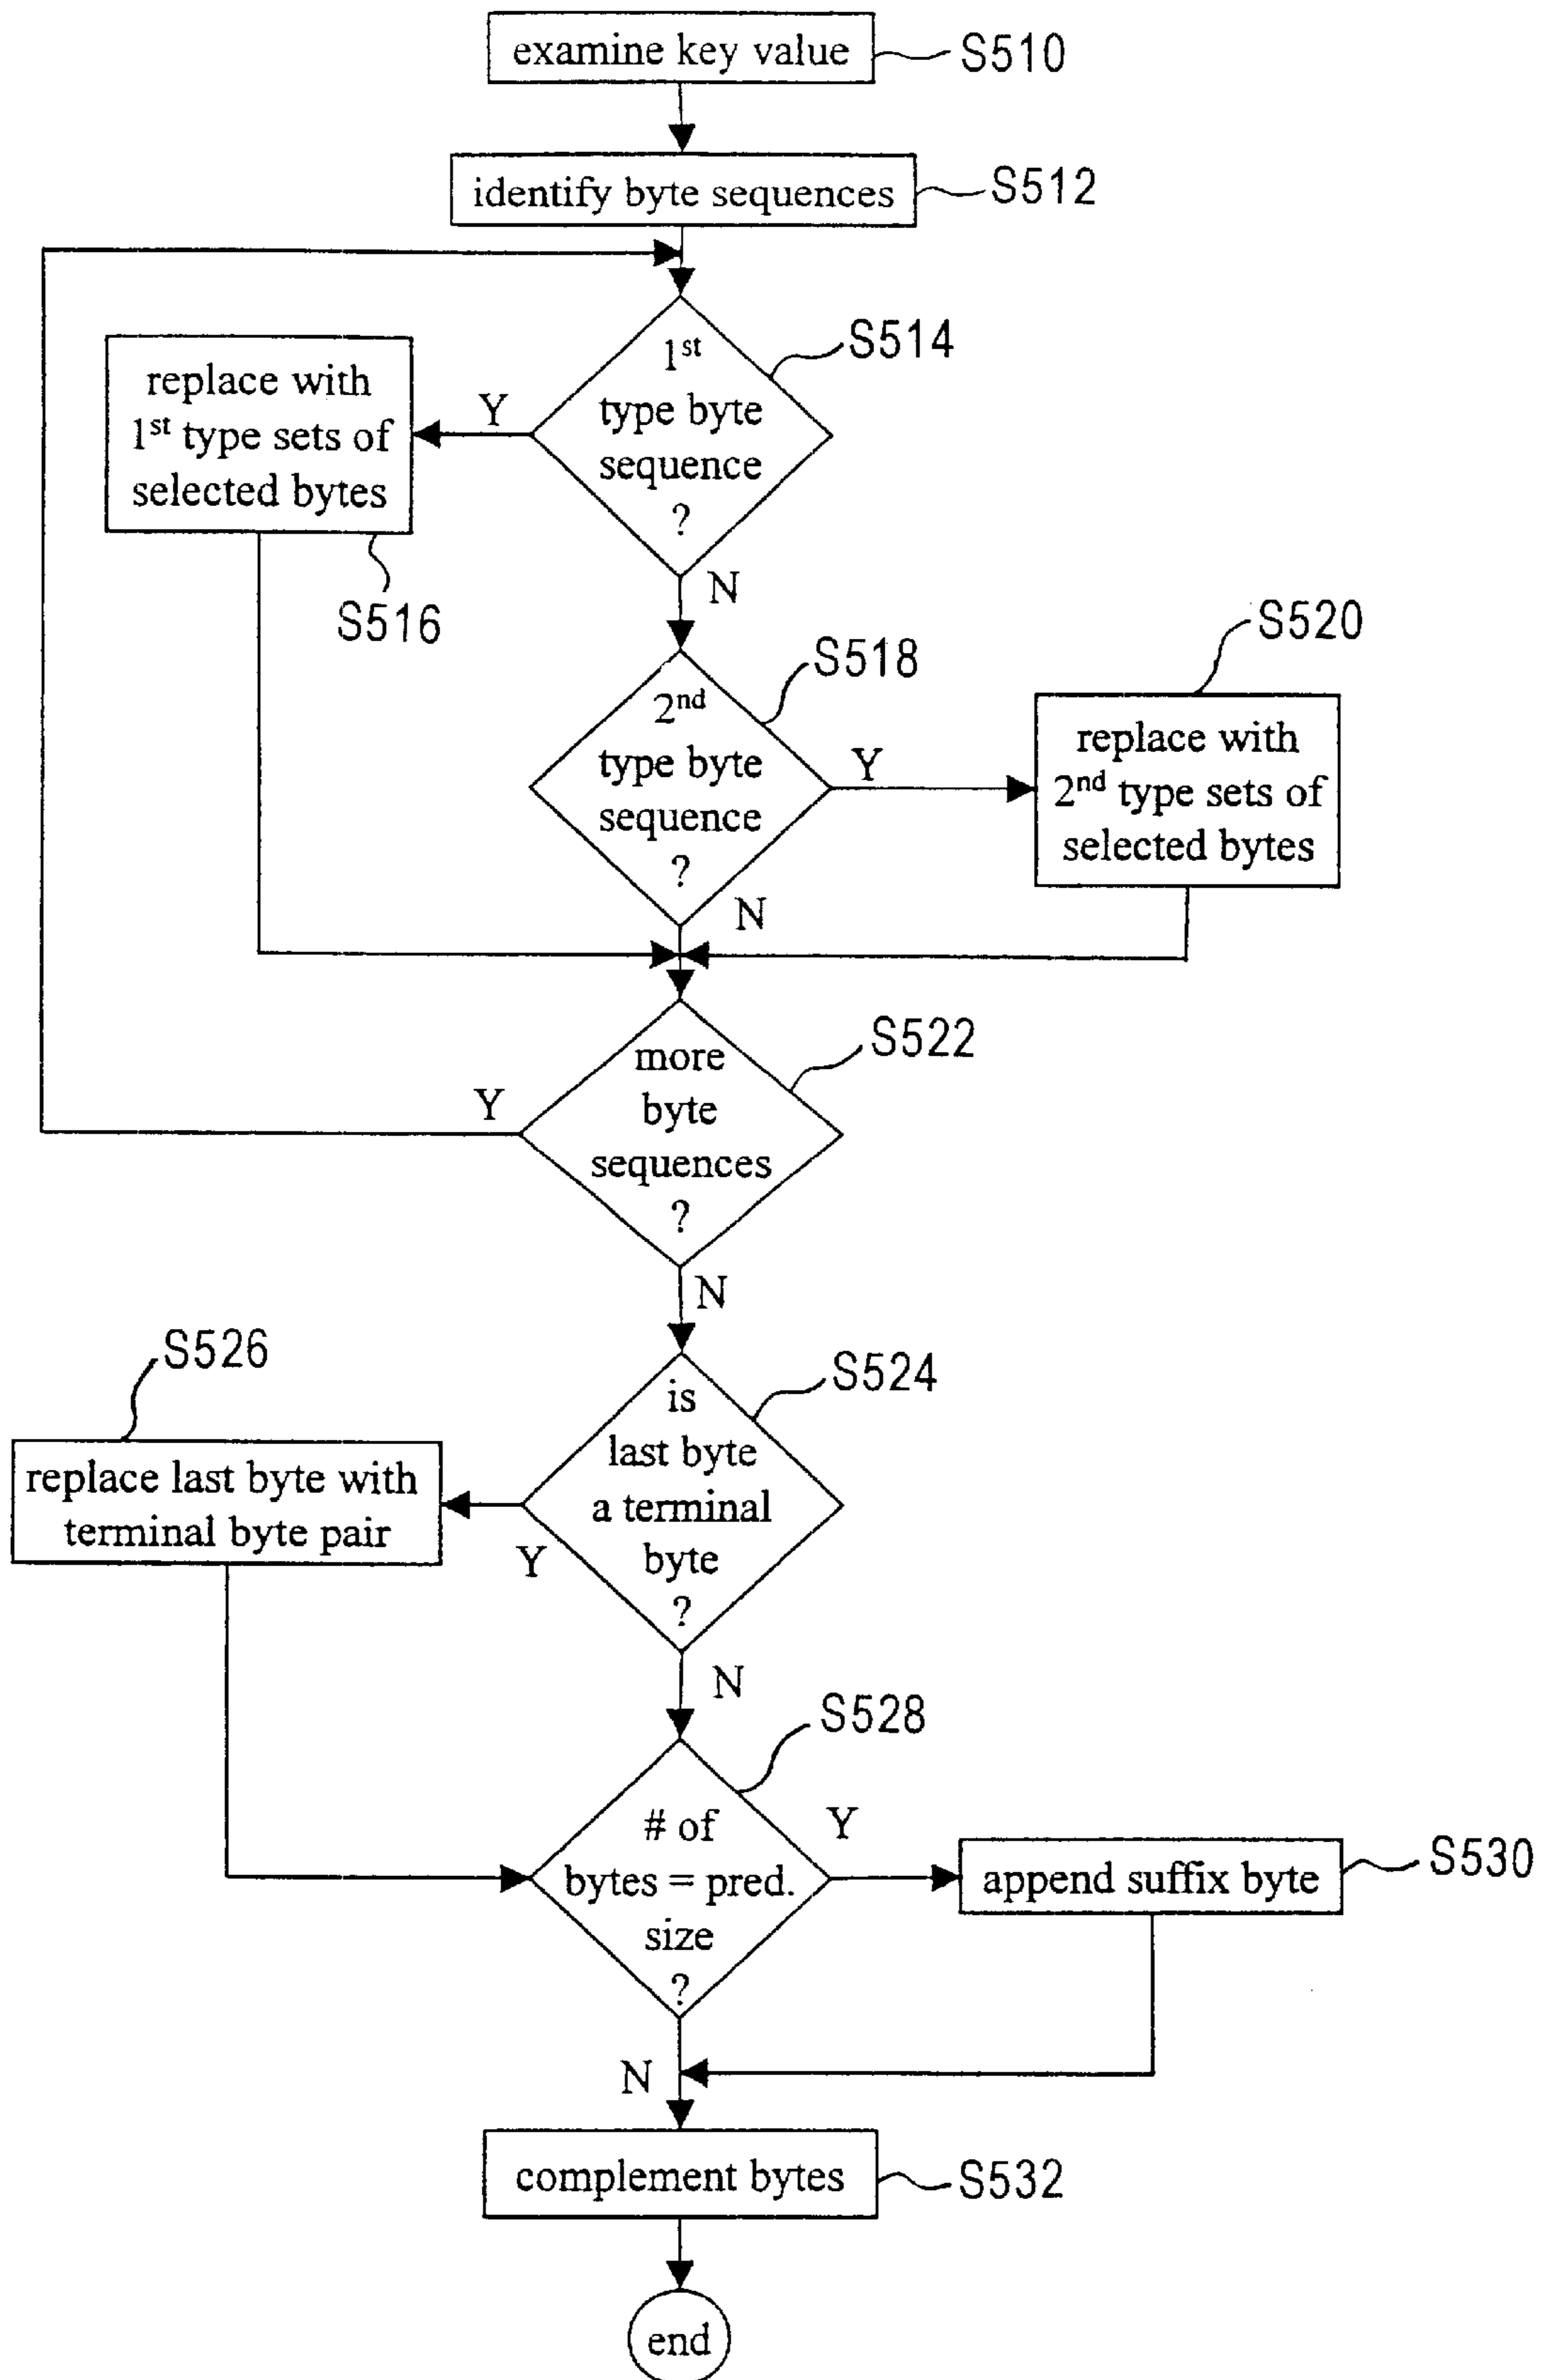 examine key value
S510
identify byte sequences
S512
1st
type byte
sequence
?
S514
Y
N
replace with
1st type sets of
selected bytes
S516
2nd
type byte
sequence
?
S518
Y
N
replace with
2nd type sets of
selected bytes
S520
more
byte
sequences
?
S522
Y
N
is
last byte
a terminal
byte
?
S524
Y
N
replace last byte with
terminal byte pair
S526
# of
bytes = pred.
size
?
S528
Y
N
append suffix byte
S530
complement bytes
S532
end